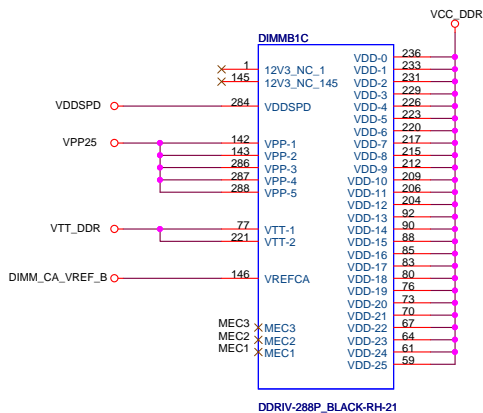 VCC_DDR
DIMMB1C
1 12V3_NC_1
145 12V3_NC_145
VDDSPD 284 VDDSPD
VPP25 142 VPP-1
143 VPP-2
286 VPP-3
287 VPP-4
288 VPP-5
VTT_DDR 77 VTT-1
221 VTT-2
DIMM_CA_VREF_B 146 VREFCA
MEC3 MEC3
MEC2 MEC2
MEC1 MEC1
VDD-0 236
VDD-1 233
VDD-2 231
VDD-3 229
VDD-4 226
VDD-5 223
VDD-6 220
VDD-7 217
VDD-8 215
VDD-9 212
VDD-10 209
VDD-11 206
VDD-12 204
VDD-13 92
VDD-14 90
VDD-15 88
VDD-16 85
VDD-17 83
VDD-18 80
VDD-19 76
VDD-20 73
VDD-21 70
VDD-22 67
VDD-23 64
VDD-24 61
VDD-25 59
DDRIV-288P_BLACK-RH-21